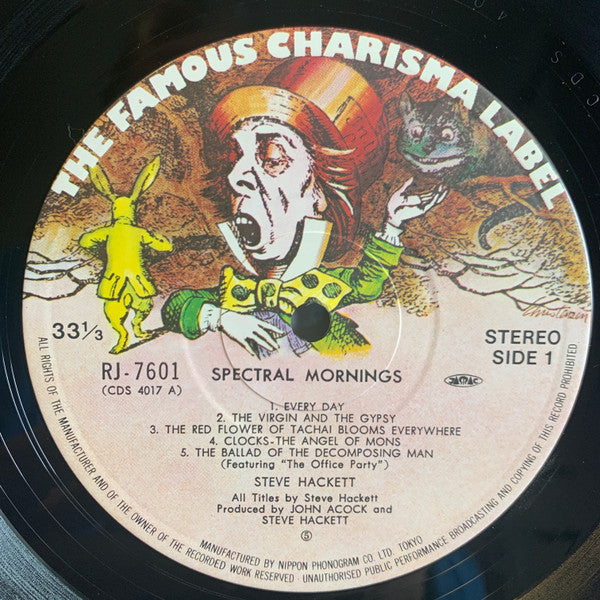 THE FAMOUS CHARISMA LABEL
33⅓
STEREO
SIDE 1
RJ-7601
(CDS 4017 A)
SPECTRAL MORNINGS
JASRAC
1. EVERY DAY
2. THE VIRGIN AND THE GYPSY
3. THE RED FLOWER OF TACHAI BLOOMS EVERYWHERE
4. CLOCKS-THE ANGEL OF MONS
5. THE BALLAD OF THE DECOMPOSING MAN
(Featuring "The Office Party")
STEVE HACKETT
All Titles by Steve Hackett
Produced by JOHN ACOCK and
STEVE HACKETT
⑤
ALL RIGHTS OF THE MANUFACTURER AND OF THE OWNER OF THE RECORDED WORK RESERVED · UNAUTHORISED PUBLIC PERFORMANCE BROADCASTING AND COPYING OF THIS RECORD PROHIBITED
MANUFACTURED BY NIPPON PHONOGRAM CO. LTD. TOKYO